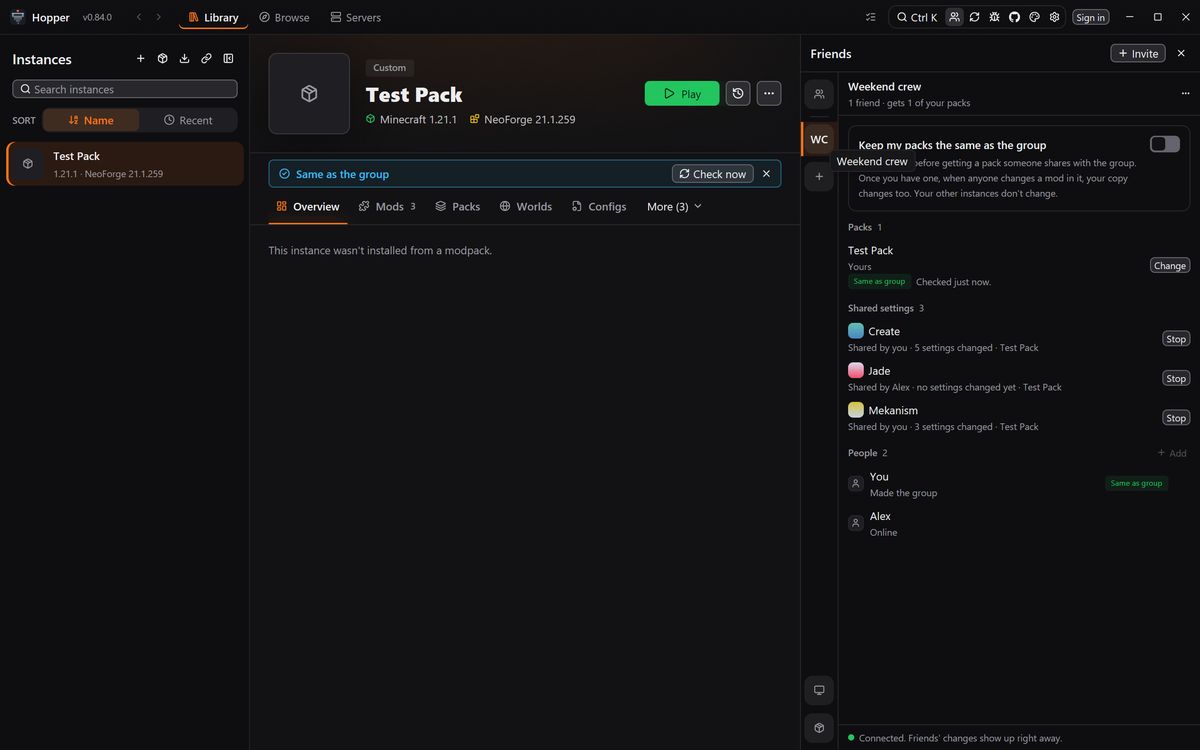 Hopper v0.84.0
Library
Browse
Servers
Ctrl K
Sign in
Instances
Search instances
SORT
Name
Recent
Test Pack
1.21.1 · NeoForge 21.1.259
Custom
Test Pack
Minecraft 1.21.1
NeoForge 21.1.259
Play
Same as the group
Check now
Overview
Mods 3
Packs
Worlds
Configs
More (3)
This instance wasn't installed from a modpack.
Friends
Invite
WC
Weekend crew
Weekend crew
1 friend · gets 1 of your packs
Keep my packs the same as the group
before getting a pack someone shares with the group.
Once you have one, when anyone changes a mod in it, your copy
changes too. Your other instances don't change.
Packs 1
Test Pack
Yours
Change
Same as group
Checked just now.
Shared settings 3
Create
Shared by you · 5 settings changed · Test Pack
Stop
Jade
Shared by Alex · no settings changed yet · Test Pack
Stop
Mekanism
Shared by you · 3 settings changed · Test Pack
Stop
People 2
+ Add
You
Made the group
Same as group
Alex
Online
Connected. Friends' changes show up right away.